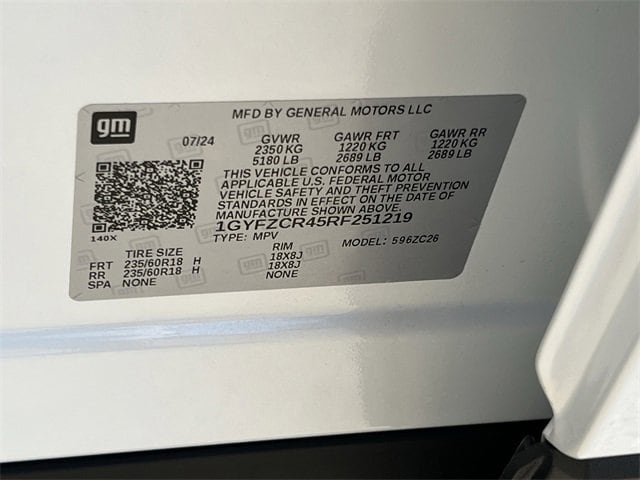 gm
MFD BY GENERAL MOTORS LLC
07/24 GVWR GAWR FRT GAWR RR
2350 KG 1220 KG 1220 KG
5180 LB 2689 LB 2689 LB
THIS VEHICLE CONFORMS TO ALL
APPLICABLE U.S. FEDERAL MOTOR
VEHICLE SAFETY AND THEFT PREVENTION
STANDARDS IN EFFECT ON THE DATE OF
MANUFACTURE SHOWN ABOVE.
1GYFZCR45RF251219
140X
TYPE: MPV MODEL: 596ZC26
TIRE SIZE RIM
FRT 235/60R18 H 18X8J
RR 235/60R18 H 18X8J
SPA NONE NONE